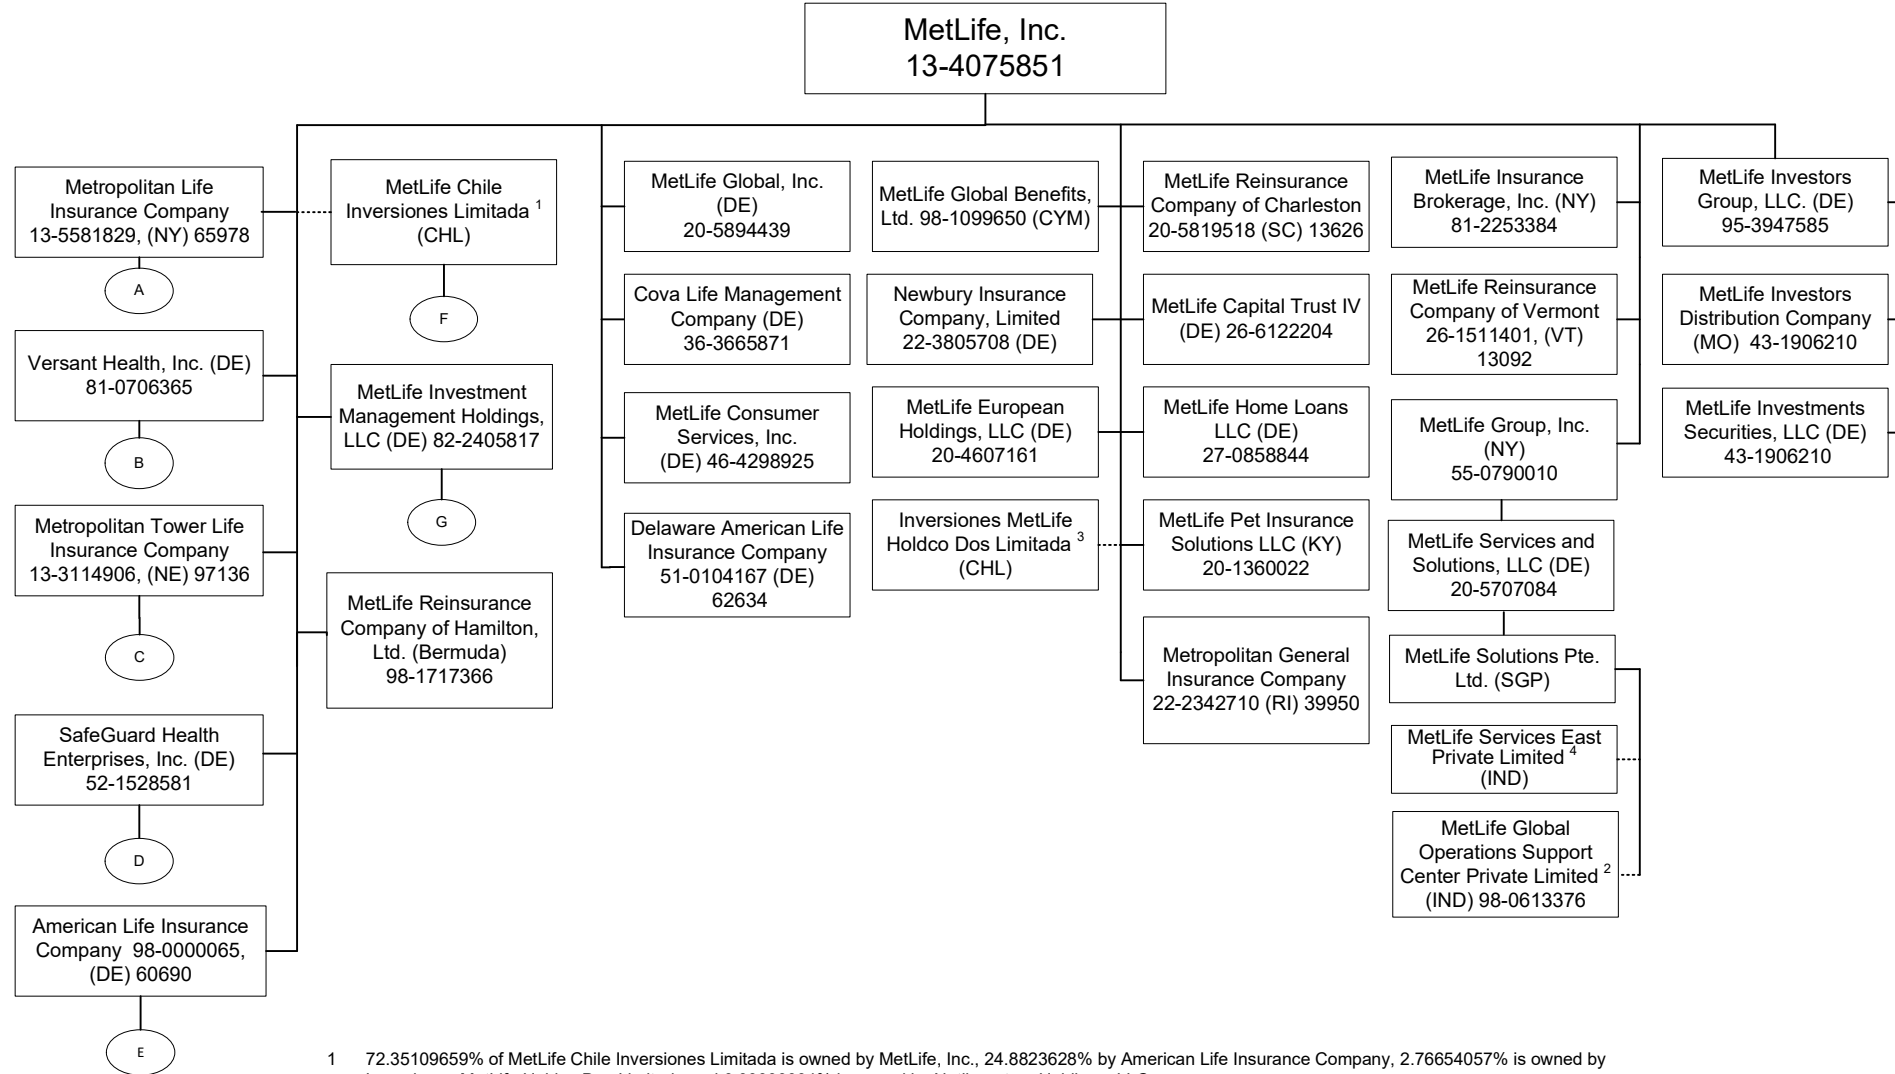 MetLife, Inc.
13-4075851
Metropolitan Life
Insurance Company
13-5581829, (NY) 65978
A
Versant Health, Inc. (DE)
81-0706365
B
Metropolitan Tower Life
Insurance Company
13-3114906, (NE) 97136
C
SafeGuard Health
Enterprises, Inc. (DE)
52-1528581
D
American Life Insurance
Company 98-0000065,
(DE) 60690
E
MetLife Chile
Inversiones Limitada 1
(CHL)
F
MetLife Investment
Management Holdings,
LLC (DE) 82-2405817
G
MetLife Reinsurance
Company of Hamilton,
Ltd. (Bermuda)
98-1717366
MetLife Global, Inc.
(DE)
20-5894439
Cova Life Management
Company (DE)
36-3665871
MetLife Consumer
Services, Inc.
(DE) 46-4298925
Delaware American Life
Insurance Company
51-0104167 (DE)
62634
MetLife Global Benefits,
Ltd. 98-1099650 (CYM)
Newbury Insurance
Company, Limited
22-3805708 (DE)
MetLife European
Holdings, LLC (DE)
20-4607161
Inversiones MetLife
Holdco Dos Limitada 3
(CHL)
MetLife Reinsurance
Company of Charleston
20-5819518 (SC) 13626
MetLife Capital Trust IV
(DE) 26-6122204
MetLife Home Loans
LLC (DE)
27-0858844
MetLife Pet Insurance
Solutions LLC (KY)
20-1360022
Metropolitan General
Insurance Company
22-2342710 (RI) 39950
MetLife Insurance
Brokerage, Inc. (NY)
81-2253384
MetLife Reinsurance
Company of Vermont
26-1511401, (VT)
13092
MetLife Group, Inc.
(NY)
55-0790010
MetLife Services and
Solutions, LLC (DE)
20-5707084
MetLife Solutions Pte.
Ltd. (SGP)
MetLife Services East
Private Limited 4
(IND)
MetLife Global
Operations Support
Center Private Limited 2
(IND) 98-0613376
MetLife Investors
Group, LLC. (DE)
95-3947585
MetLife Investors
Distribution Company
(MO) 43-1906210
MetLife Investments
Securities, LLC (DE)
43-1906210
1 72.35109659% of MetLife Chile Inversiones Limitada is owned by MetLife, Inc., 24.8823628% by American Life Insurance Company, 2.76654057% is owned by